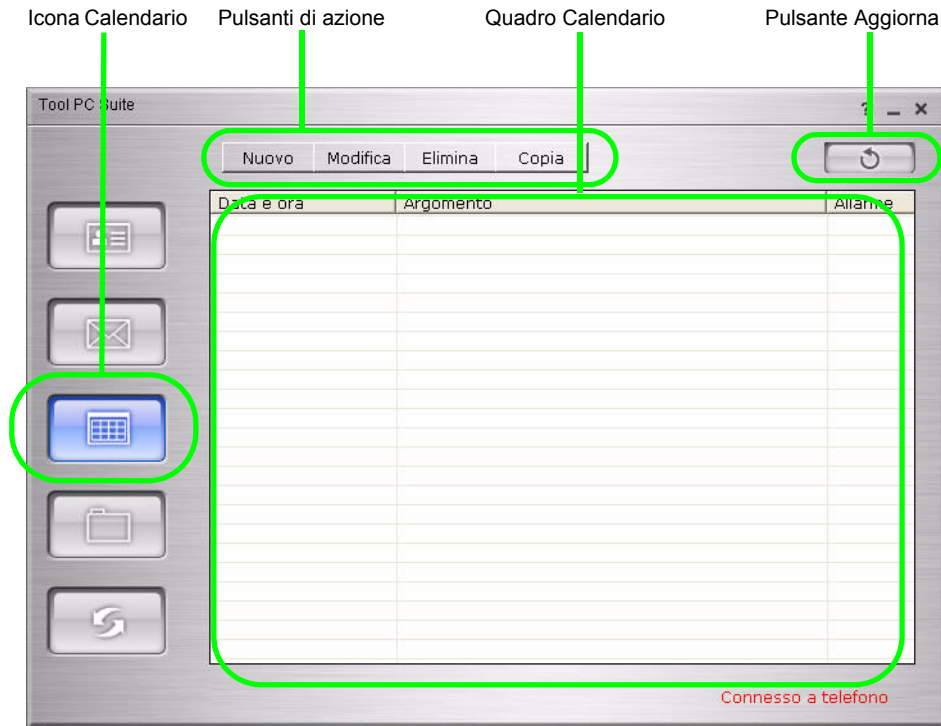 Icona Calendario Pulsanti di azione Quadro Calendario Pulsante Aggiorna
Tool PC Suite
Nuovo Modifica Elimina Copia
Data e ora Argomento Allarme
Connesso a telefono